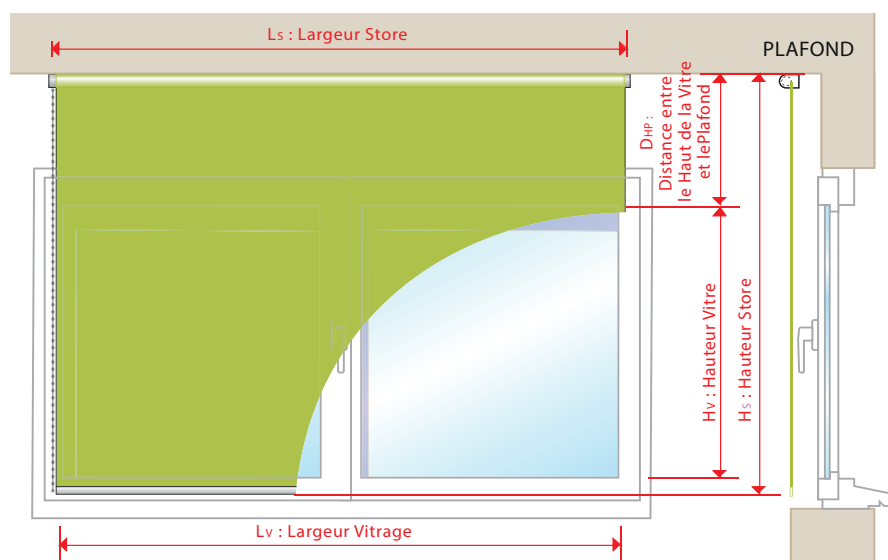 Ls : Largeur Store
PLAFOND
DHP :
Distance entre
le Haut de la Vitre
et lePlafond
Hv : Hauteur Vitre
Hs : Hauteur Store
Lv : Largeur Vitrage